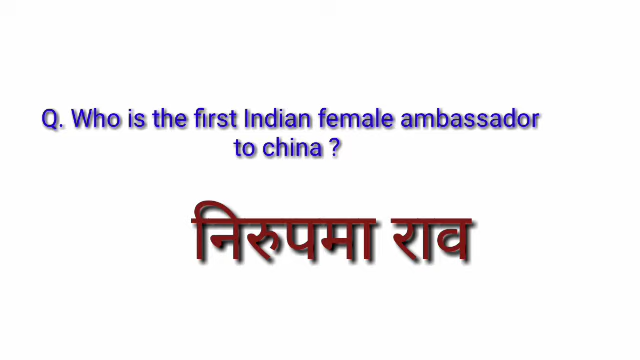 Q. Who is the first Indian female ambassador
to china ?
निरुपमा राव